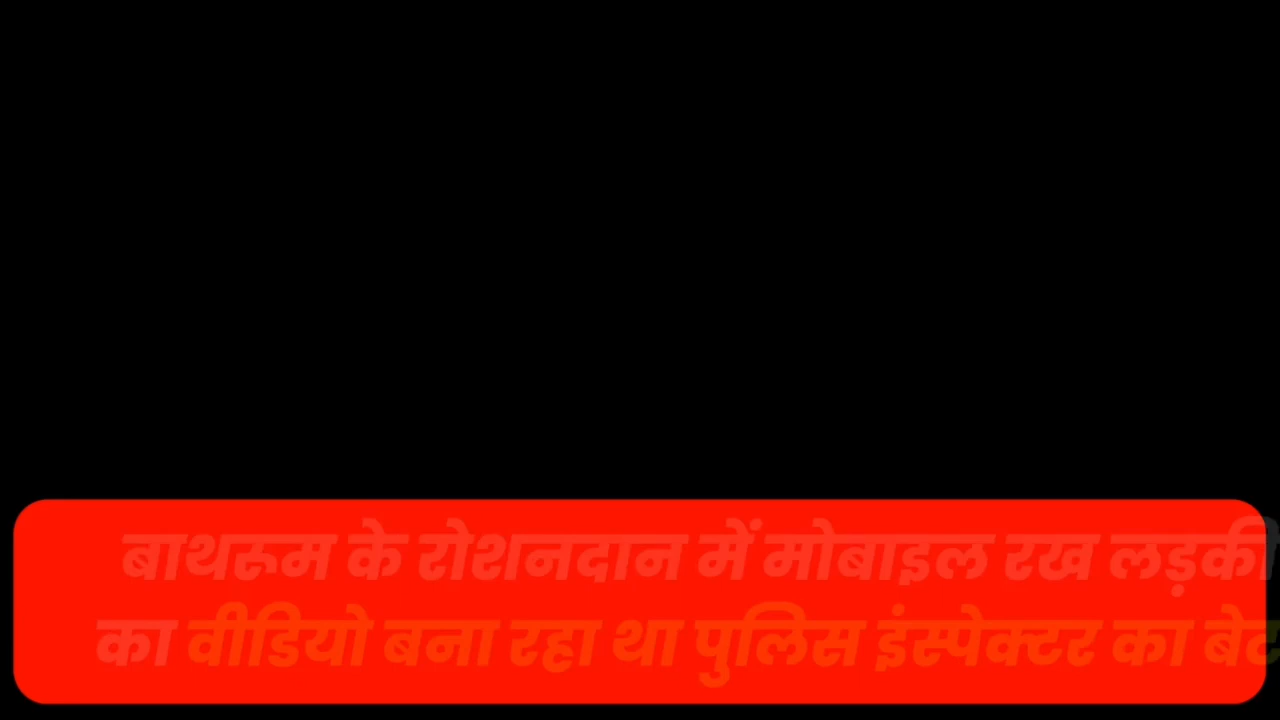 बाथरूम के रोशनदान में मोबाइल रख लड़की
का वीडियो बना रहा था पुलिस इंस्पेक्टर का